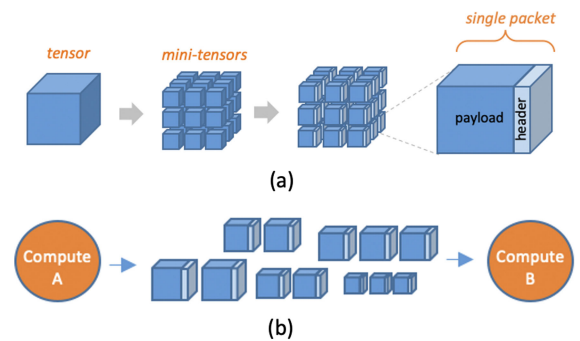 single packet
tensor
mini-tensors
payload
header
(a)
Compute
A
Compute
B
(b)